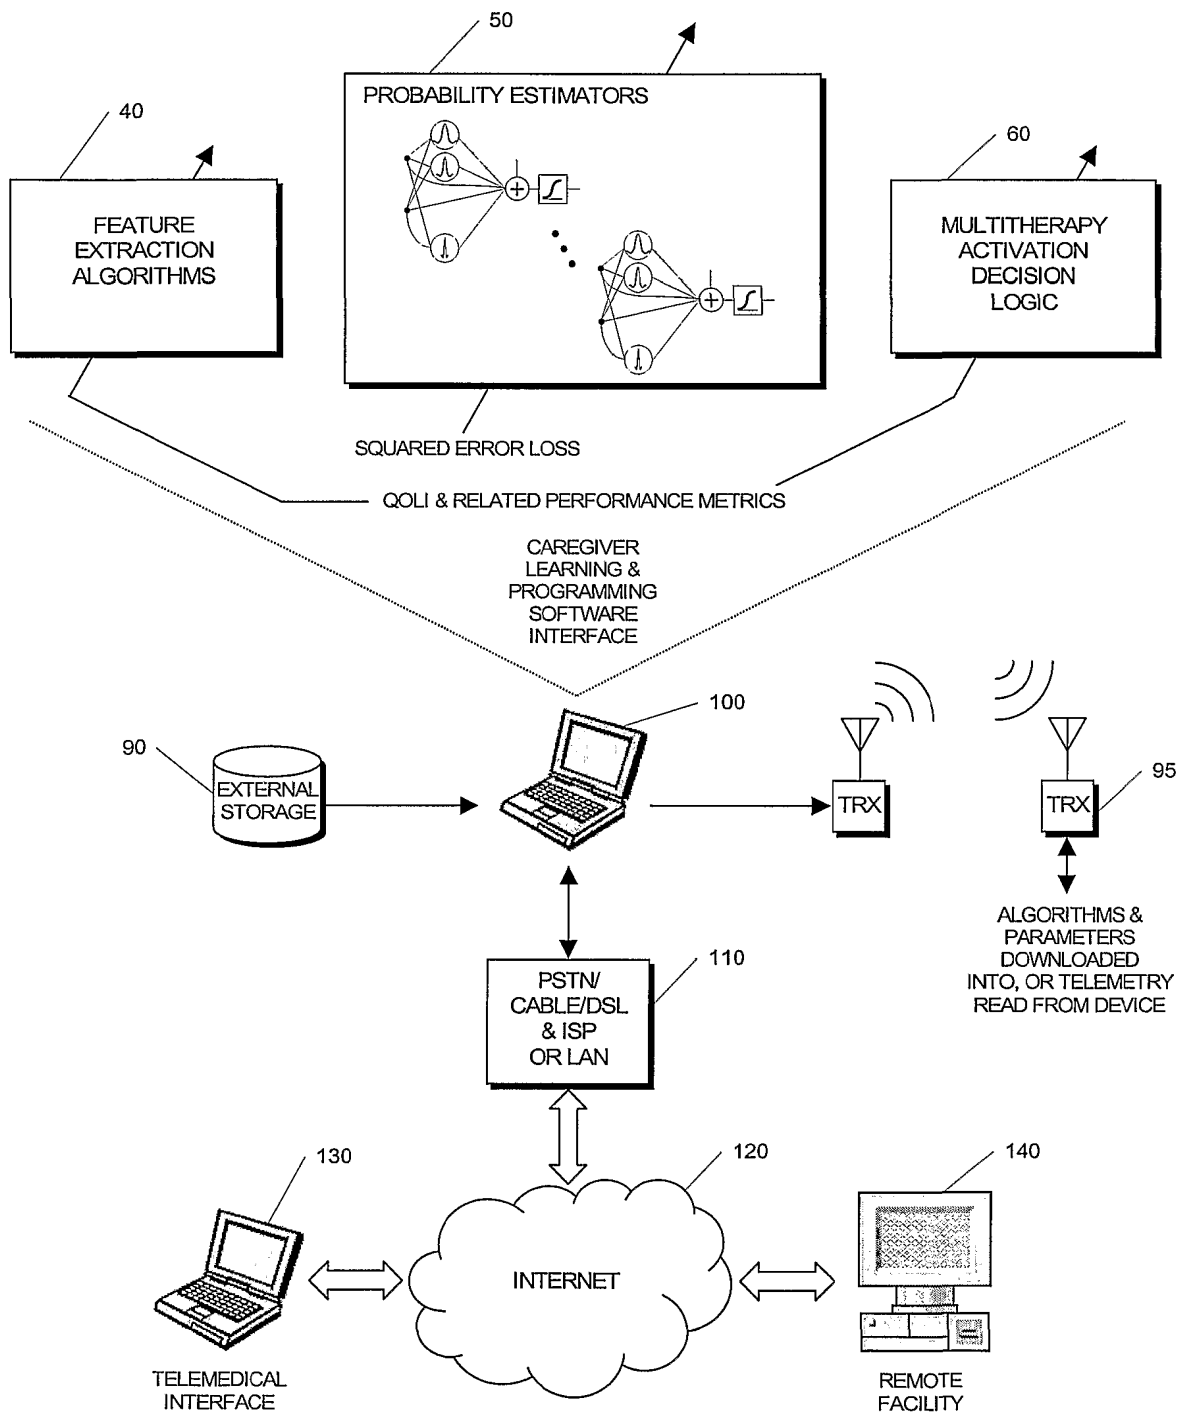 50
PROBABILITY ESTIMATORS
40
60
FEATURE
EXTRACTION
ALGORITHMS
MULTITHERAPY
ACTIVATION
DECISION
LOGIC
SQUARED ERROR LOSS
QOLI & RELATED PERFORMANCE METRICS
CAREGIVER
LEARNING &
PROGRAMMING
SOFTWARE
INTERFACE
100
90
EXTERNAL
STORAGE
TRX
TRX
95
ALGORITHMS &
PARAMETERS
DOWNLOADED
INTO, OR TELEMETRY
READ FROM DEVICE
110
PSTN/
CABLE/DSL
& ISP
OR LAN
130
120
140
INTERNET
TELEMEDICAL
INTERFACE
REMOTE
FACILITY